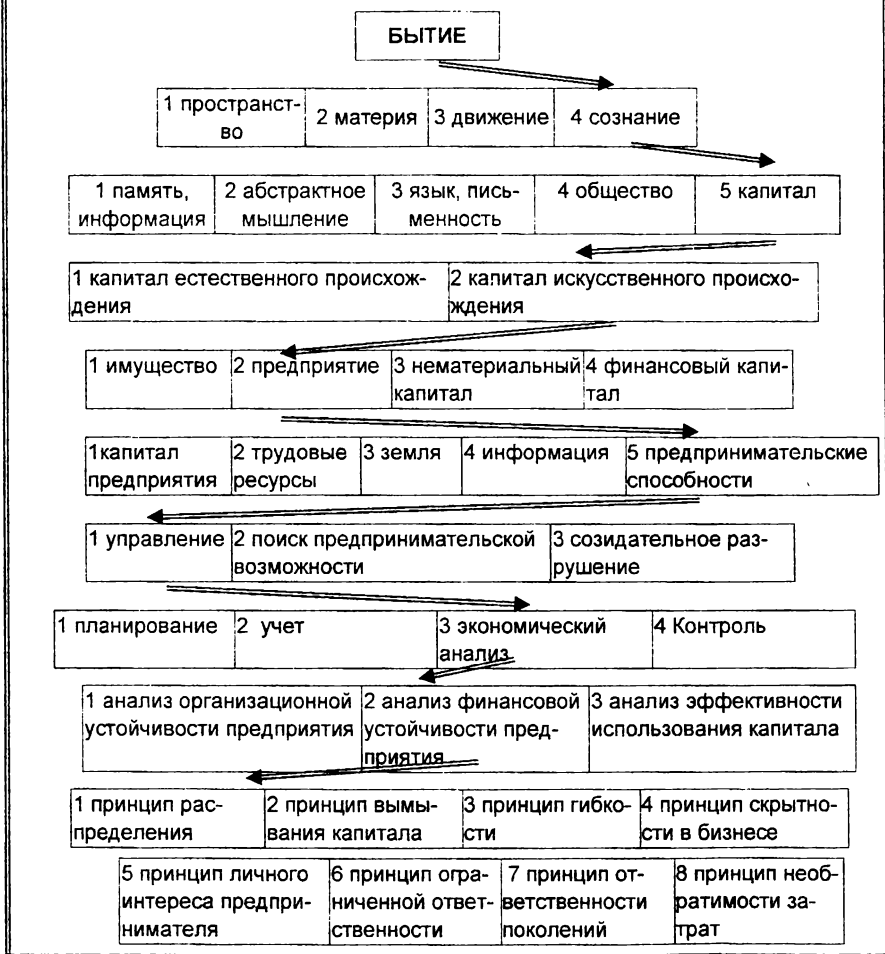 БЫТИЕ
1 пространст-
во
2 материя
3 движение
4 сознание
1 память,
информация
2 абстрактное
мышление
3 язык, пись-
менность
4 общество
5 капитал
1 капитал естественного происхож-
дения
2 капитал искусственного происхо-
ждения
1 имущество
2 предприятие
3 нематериальный
капитал
4 финансовый капи-
тал
1капитал
предприятия
2 трудовые
ресурсы
3 земля
4 информация
5 предпринимательские
способности
1 управление
2 поиск предпринимательской
возможности
3 созидательное раз-
рушение
1 планирование
2 учет
3 экономический
анализ
4 Контроль
1 анализ организационной
устойчивости предприятия
2 анализ финансовой
устойчивости пред-
приятия
3 анализ эффективности
использования капитала
1 принцип рас-
пределения
2 принцип вымы-
вания капитала
3 принцип гибко-
сти
4 принцип скрытно-
сти в бизнесе
5 принцип личного
интереса предпри-
нимателя
6 принцип огра-
ниченной ответ-
ственности
7 принцип от-
ветственности
поколений
8 принцип необ-
ратимости за-
трат